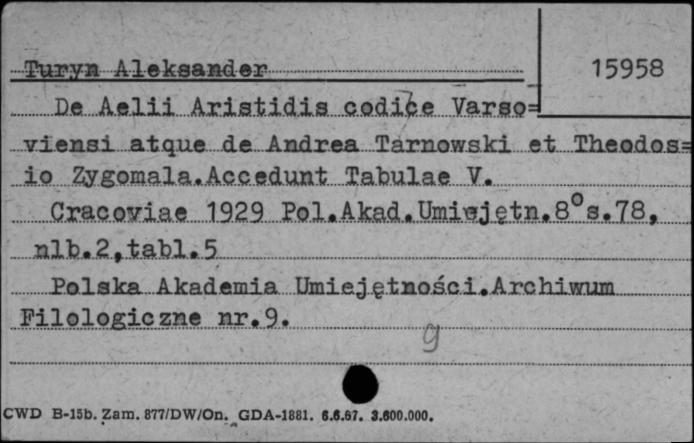 Turyn Aleksander
15958
De Aelii Aristidis codice Varso=
viensi atque de Andrea Tarnowski et Theodos=
io Zygomala.Accedunt Tabulae V.
Cracoviae 1929 Pol.Akad.Umiejętn.8°s.78,
nlb.2,tabl.5
Polska Akademia Umiejętności.Archiwum
Filologiczne nr.9.
9
CWD B-15b. Zam. 877/DW/On. GDA-1881. 6.6.67. 3.600.000.